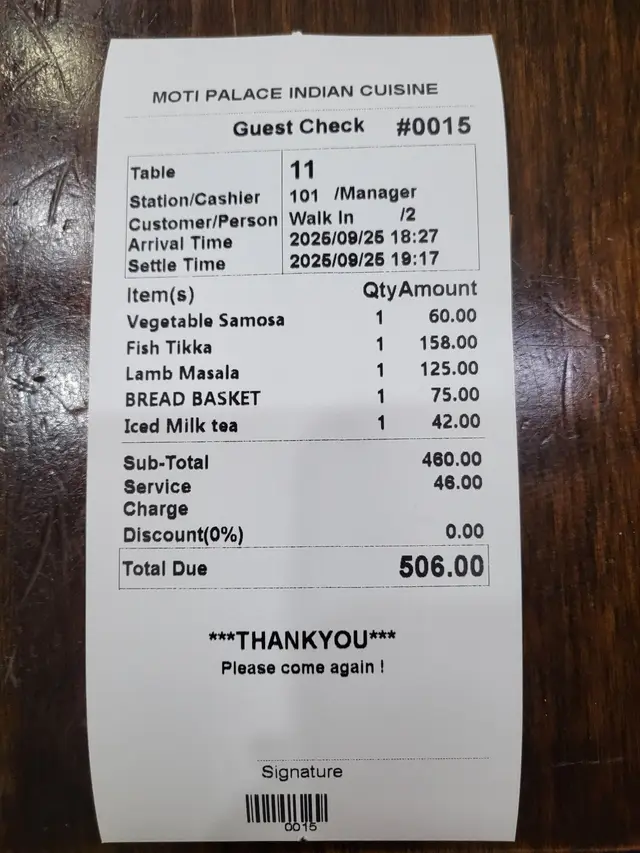 MOTI PALACE INDIAN CUISINE
Guest Check #0015
Table 11
Station/Cashier 101 /Manager
Customer/Person Walk In /2
Arrival Time 2025/09/25 18:27
Settle Time 2025/09/25 19:17
Item(s) Qty Amount
Vegetable Samosa 1 60.00
Fish Tikka 1 158.00
Lamb Masala 1 125.00
BREAD BASKET 1 75.00
Iced Milk tea 1 42.00
Sub-Total 460.00
Service 46.00
Charge
Discount(0%) 0.00
Total Due 506.00
***THANKYOU***
Please come again !
Signature
0015